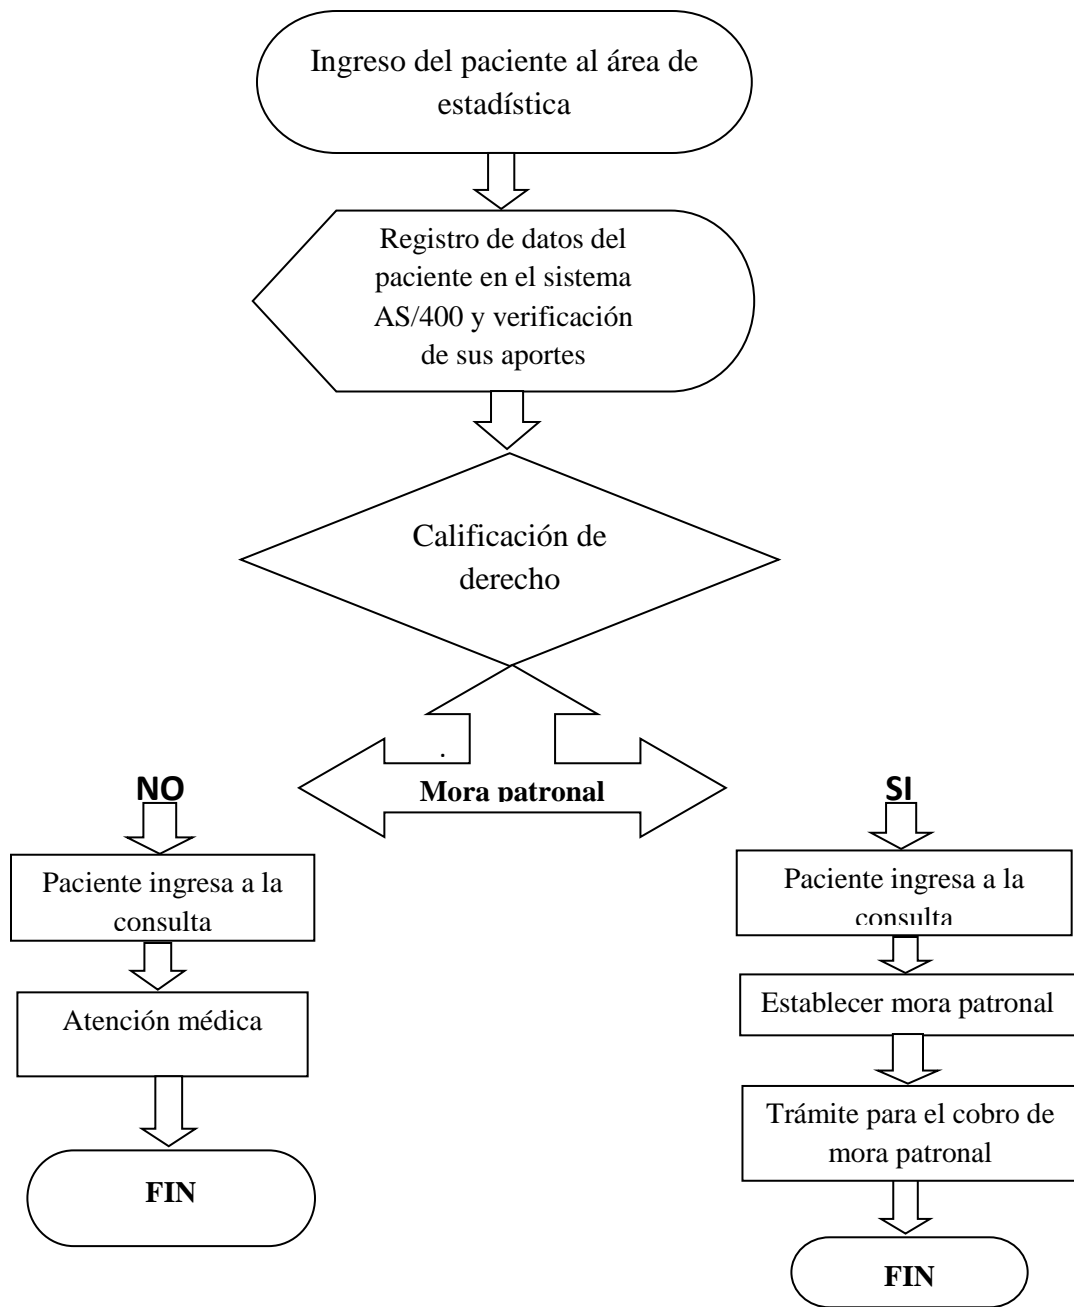 Ingreso del paciente al área de
estadística
Registro de datos del
paciente en el sistema
AS/400 y verificación
de sus aportes
Calificación de
derecho
.
Mora patronal
NO
Paciente ingresa a la
consulta
Atención médica
FIN
SI
Paciente ingresa a la
consulta
Establecer mora patronal
Trámite para el cobro de
mora patronal
FIN